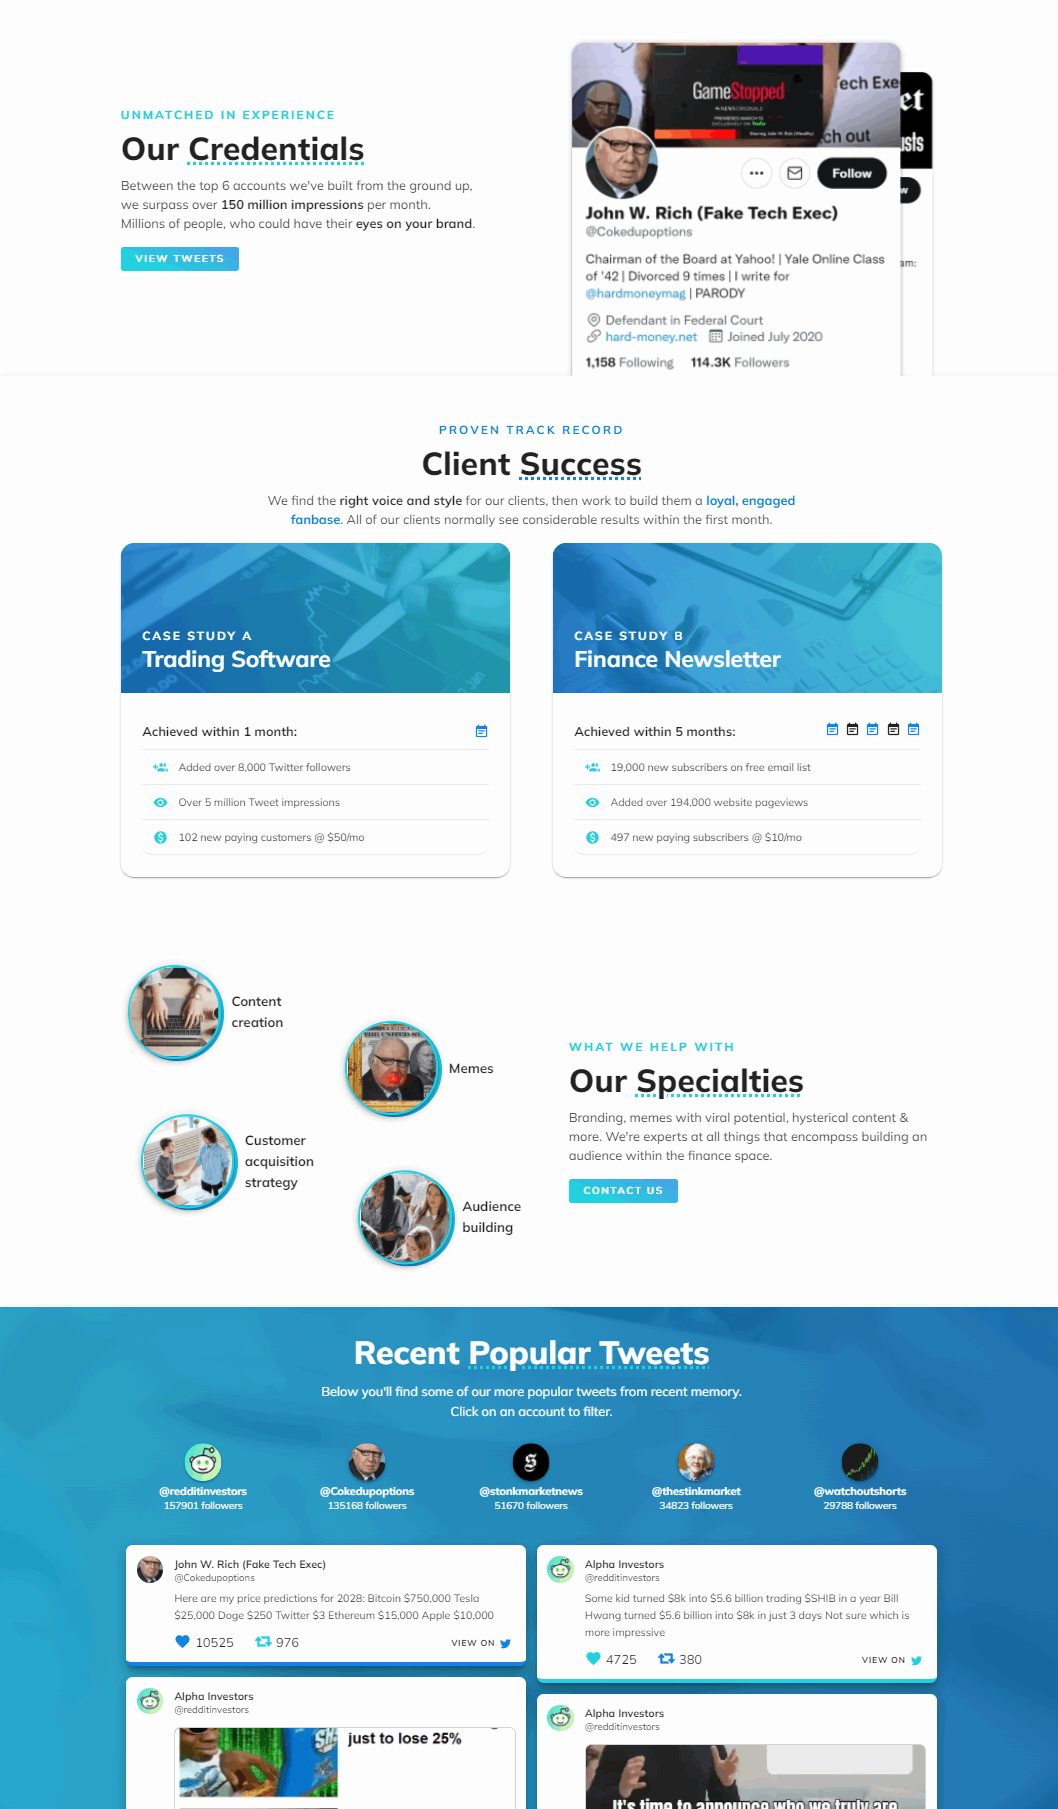 UNMATCHED IN EXPERIENCE
Our Credentials
Between the top 6 accounts we've built from the ground up,
we surpass over 150 million impressions per month.
Millions of people, who could have their eyes on your brand.
VIEW TWEETS
GameStopped
Tech Exe
ch out
Follow
John W. Rich (Fake Tech Exec)
@Cokedupoptions
Chairman of the Board at Yahoo! | Yale Online Class
of '42 | Divorced 9 times | I write for
@hardmoneymag | PARODY
Defendant in Federal Court
hard-money.net Joined July 2020
1,158 Following 114.3K Followers
et
usts
w
am:
PROVEN TRACK RECORD
Client Success
We find the right voice and style for our clients, then work to build them a loyal, engaged
fanbase. All of our clients normally see considerable results within the first month.
CASE STUDY A
Trading Software
Achieved within 1 month:
Added over 8,000 Twitter followers
Over 5 million Tweet impressions
102 new paying customers @ $50/mo
CASE STUDY B
Finance Newsletter
Achieved within 5 months:
19,000 new subscribers on free email list
Added over 194,000 website pageviews
497 new paying subscribers @ $10/mo
Content
creation
Memes
Customer
acquisition
strategy
Audience
building
WHAT WE HELP WITH
Our Specialties
Branding, memes with viral potential, hysterical content &
more. We're experts at all things that encompass building an
audience within the finance space.
CONTACT US
Recent Popular Tweets
Below you'll find some of our more popular tweets from recent memory.
Click on an account to filter.
@redditinvestors
157901 followers
@Cokedupoptions
135168 followers
@stonkmarketnews
51670 followers
@thestinkmarket
34823 followers
@watchoutshorts
29788 followers
John W. Rich (Fake Tech Exec)
@Cokedupoptions
Here are my price predictions for 2028: Bitcoin $750,000 Tesla
$25,000 Doge $250 Twitter $3 Ethereum $15,000 Apple $10,000
10525 976 VIEW ON
Alpha Investors
@redditinvestors
just to lose 25%
Alpha Investors
@redditinvestors
Some kid turned $8k into $5.6 billion trading $SHIB in a year Bill
Hwang turned $5.6 billion into $8k in just 3 days Not sure which is
more impressive
4725 380 VIEW ON
Alpha Investors
@redditinvestors
It's time to announce who we truly are